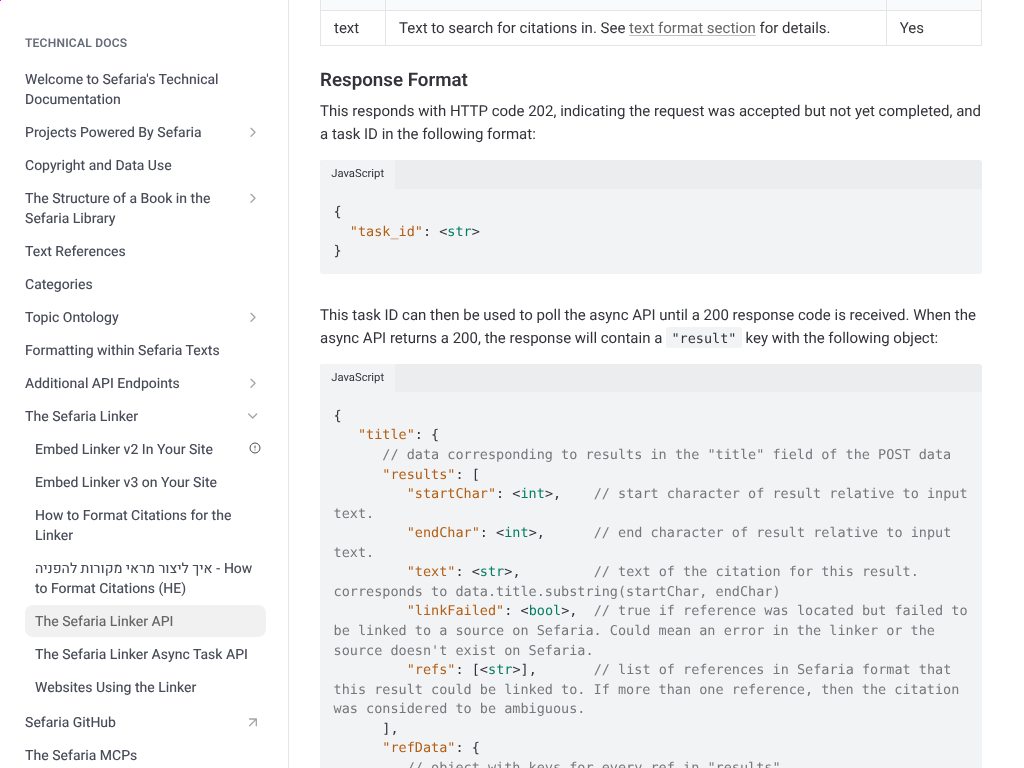 TECHNICAL DOCS
Welcome to Sefaria's Technical
Documentation
Projects Powered By Sefaria
Copyright and Data Use
The Structure of a Book in the
Sefaria Library
Text References
Categories
Topic Ontology
Formatting within Sefaria Texts
Additional API Endpoints
The Sefaria Linker
Embed Linker v2 In Your Site
Embed Linker v3 on Your Site
How to Format Citations for the
Linker
איך ליצור מראי מקורות להפניה - How
to Format Citations (HE)
The Sefaria Linker API
The Sefaria Linker Async Task API
Websites Using the Linker
Sefaria GitHub
The Sefaria MCPs
text Text to search for citations in. See text format section for details. Yes
Response Format
This responds with HTTP code 202, indicating the request was accepted but not yet completed, and
a task ID in the following format:
JavaScript
{
"task_id": <str>
}
This task ID can then be used to poll the async API until a 200 response code is received. When the
async API returns a 200, the response will contain a "result" key with the following object:
JavaScript
{
"title": {
// data corresponding to results in the "title" field of the POST data
"results": [
"startChar": <int>, // start character of result relative to input
text.
"endChar": <int>, // end character of result relative to input
text.
"text": <str>, // text of the citation for this result.
corresponds to data.title.substring(startChar, endChar)
"linkFailed": <bool>, // true if reference was located but failed to
be linked to a source on Sefaria. Could mean an error in the linker or the
source doesn't exist on Sefaria.
"refs": [<str>], // list of references in Sefaria format that
this result could be linked to. If more than one reference, then the citation
was considered to be ambiguous.
],
"refData": {
// object with keys for every ref in "results"